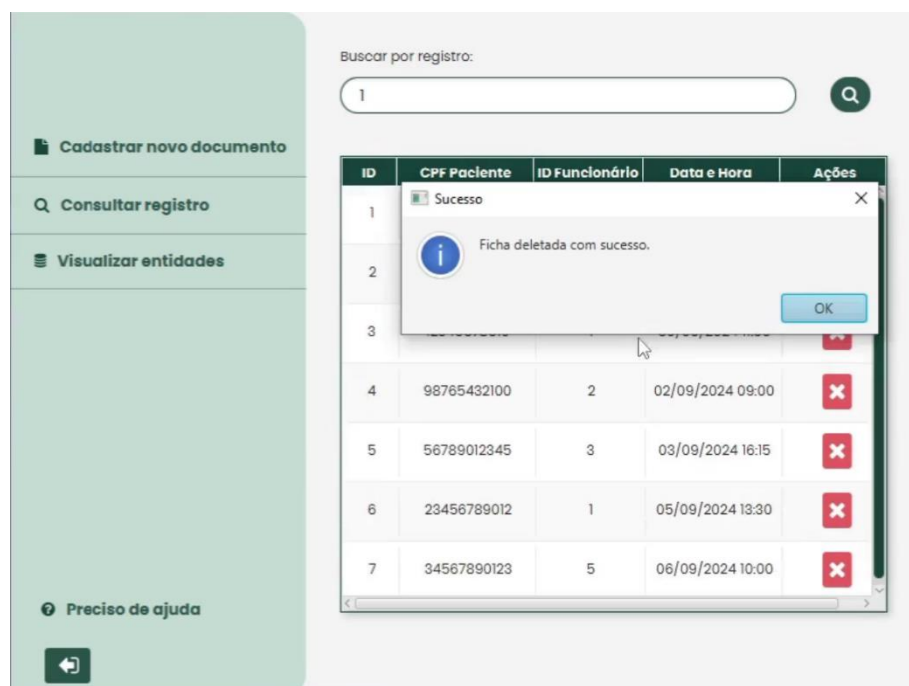 Buscar por registro:
1
Cadastrar novo documento
Consultar registro
Visualizar entidades
Preciso de ajuda
ID CPF Paciente ID Funcionário Data e Hora Ações
1
2
3
4 98765432100 2 02/09/2024 09:00
5 56789012345 3 03/09/2024 16:15
6 23456789012 1 05/09/2024 13:30
7 34567890123 5 06/09/2024 10:00
Sucesso
Ficha deletada com sucesso.
OK